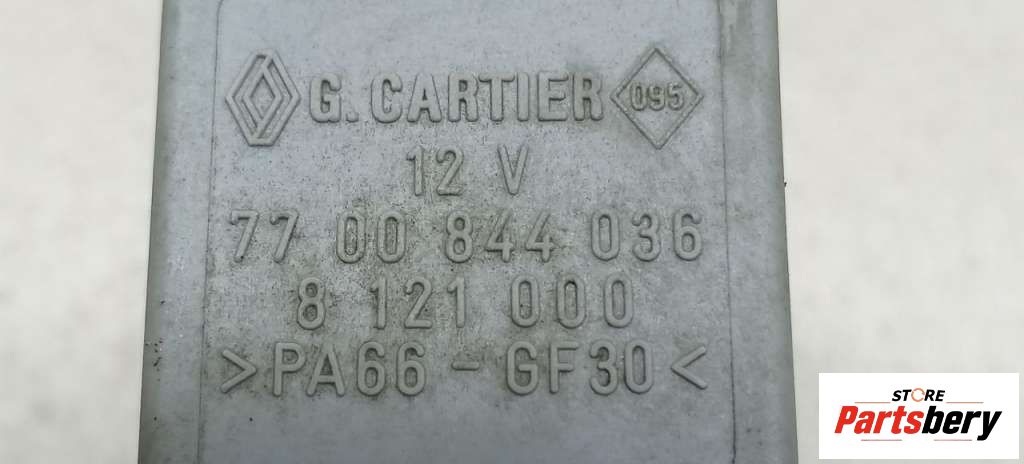 G. CARTIER 095
12 V
77 00 844 036
8 121 000
>PA66-GF30<
STORE
Partsbery